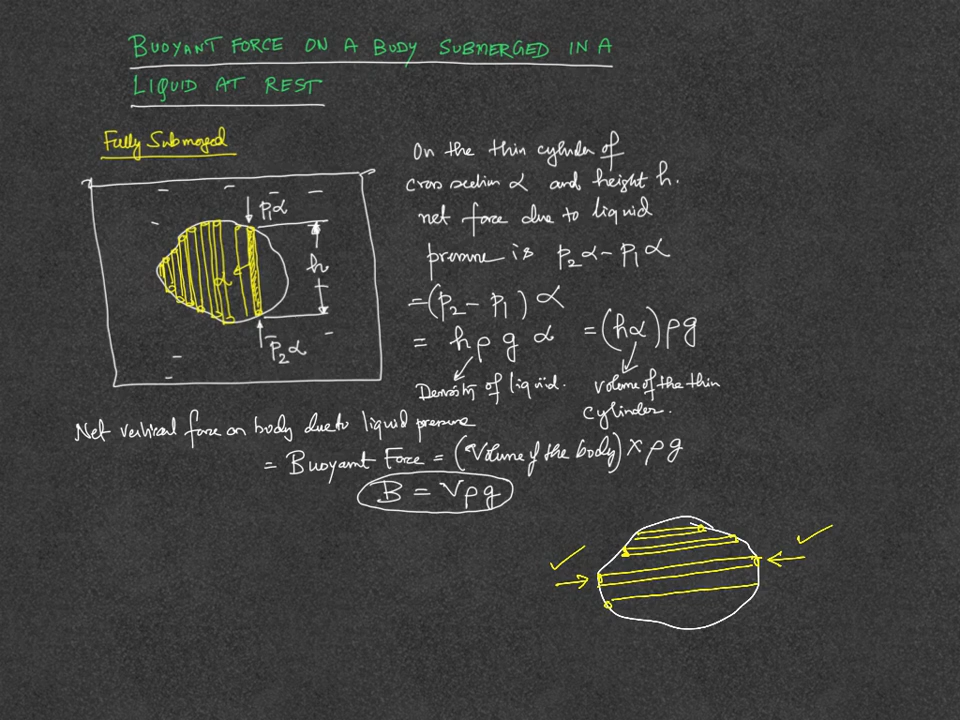 BUOYANT FORCE ON A BODY SUBMERGED IN A
LIQUID AT REST
Fully Submerged
On the thin cylinder of
cross section α and height h.
net force due to liquid
pressure is p₂α - p₁α
= (p₂ - p₁) α
= hρgα = (hα)ρg
Density of liquid. Volume of the thin
cylinder.
p₁α
h
α
p₂α
Net vertical force on body due to liquid pressure
= Buoyant Force = (Volume of the body) × ρg
B = Vρg